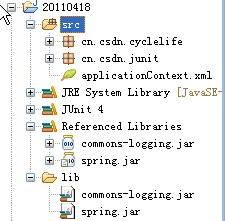 20110418
src
cn.csdn.cyclelife
cn.csdn.junit
applicationContext.xml
JRE System Library [JavaSE-
JUnit 4
Referenced Libraries
commons-logging.jar
spring.jar
lib
commons-logging.jar
spring.jar